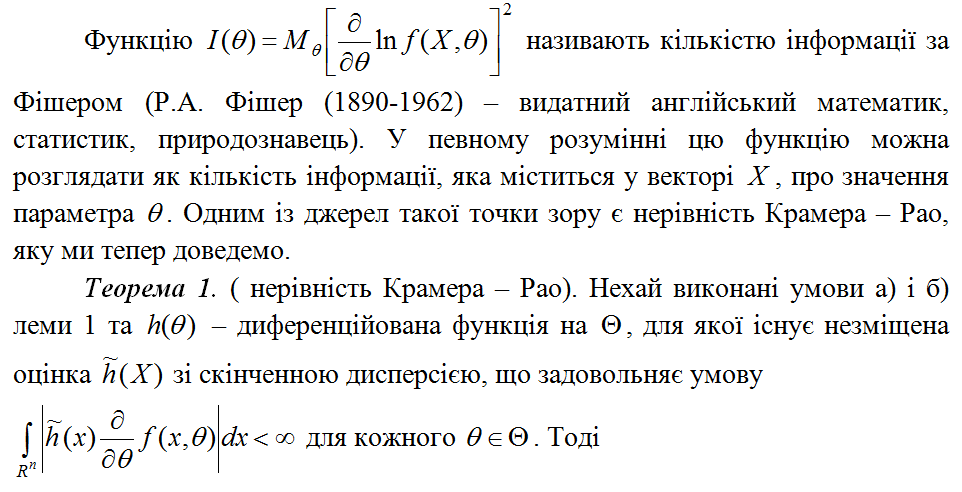 Функцію I(θ) = M_θ [∂/∂θ ln f(X,θ)]² називають кількістю інформації за
Фішером (Р.А. Фішер (1890-1962) – видатний англійський математик,
статистик, природознавець). У певному розумінні цю функцію можна
розглядати як кількість інформації, яка міститься у векторі X , про значення
параметра θ . Одним із джерел такої точки зору є нерівність Крамера – Рао,
яку ми тепер доведемо.
Теорема 1. ( нерівність Крамера – Рао). Нехай виконані умови а) і б)
леми 1 та h(θ) – диференційована функція на Θ , для якої існує незміщена
оцінка h̃(X) зі скінченною дисперсією, що задовольняє умову
∫_{R^n} |h̃(x) ∂/∂θ f(x,θ)| dx < ∞ для кожного θ ∈ Θ . Тоді